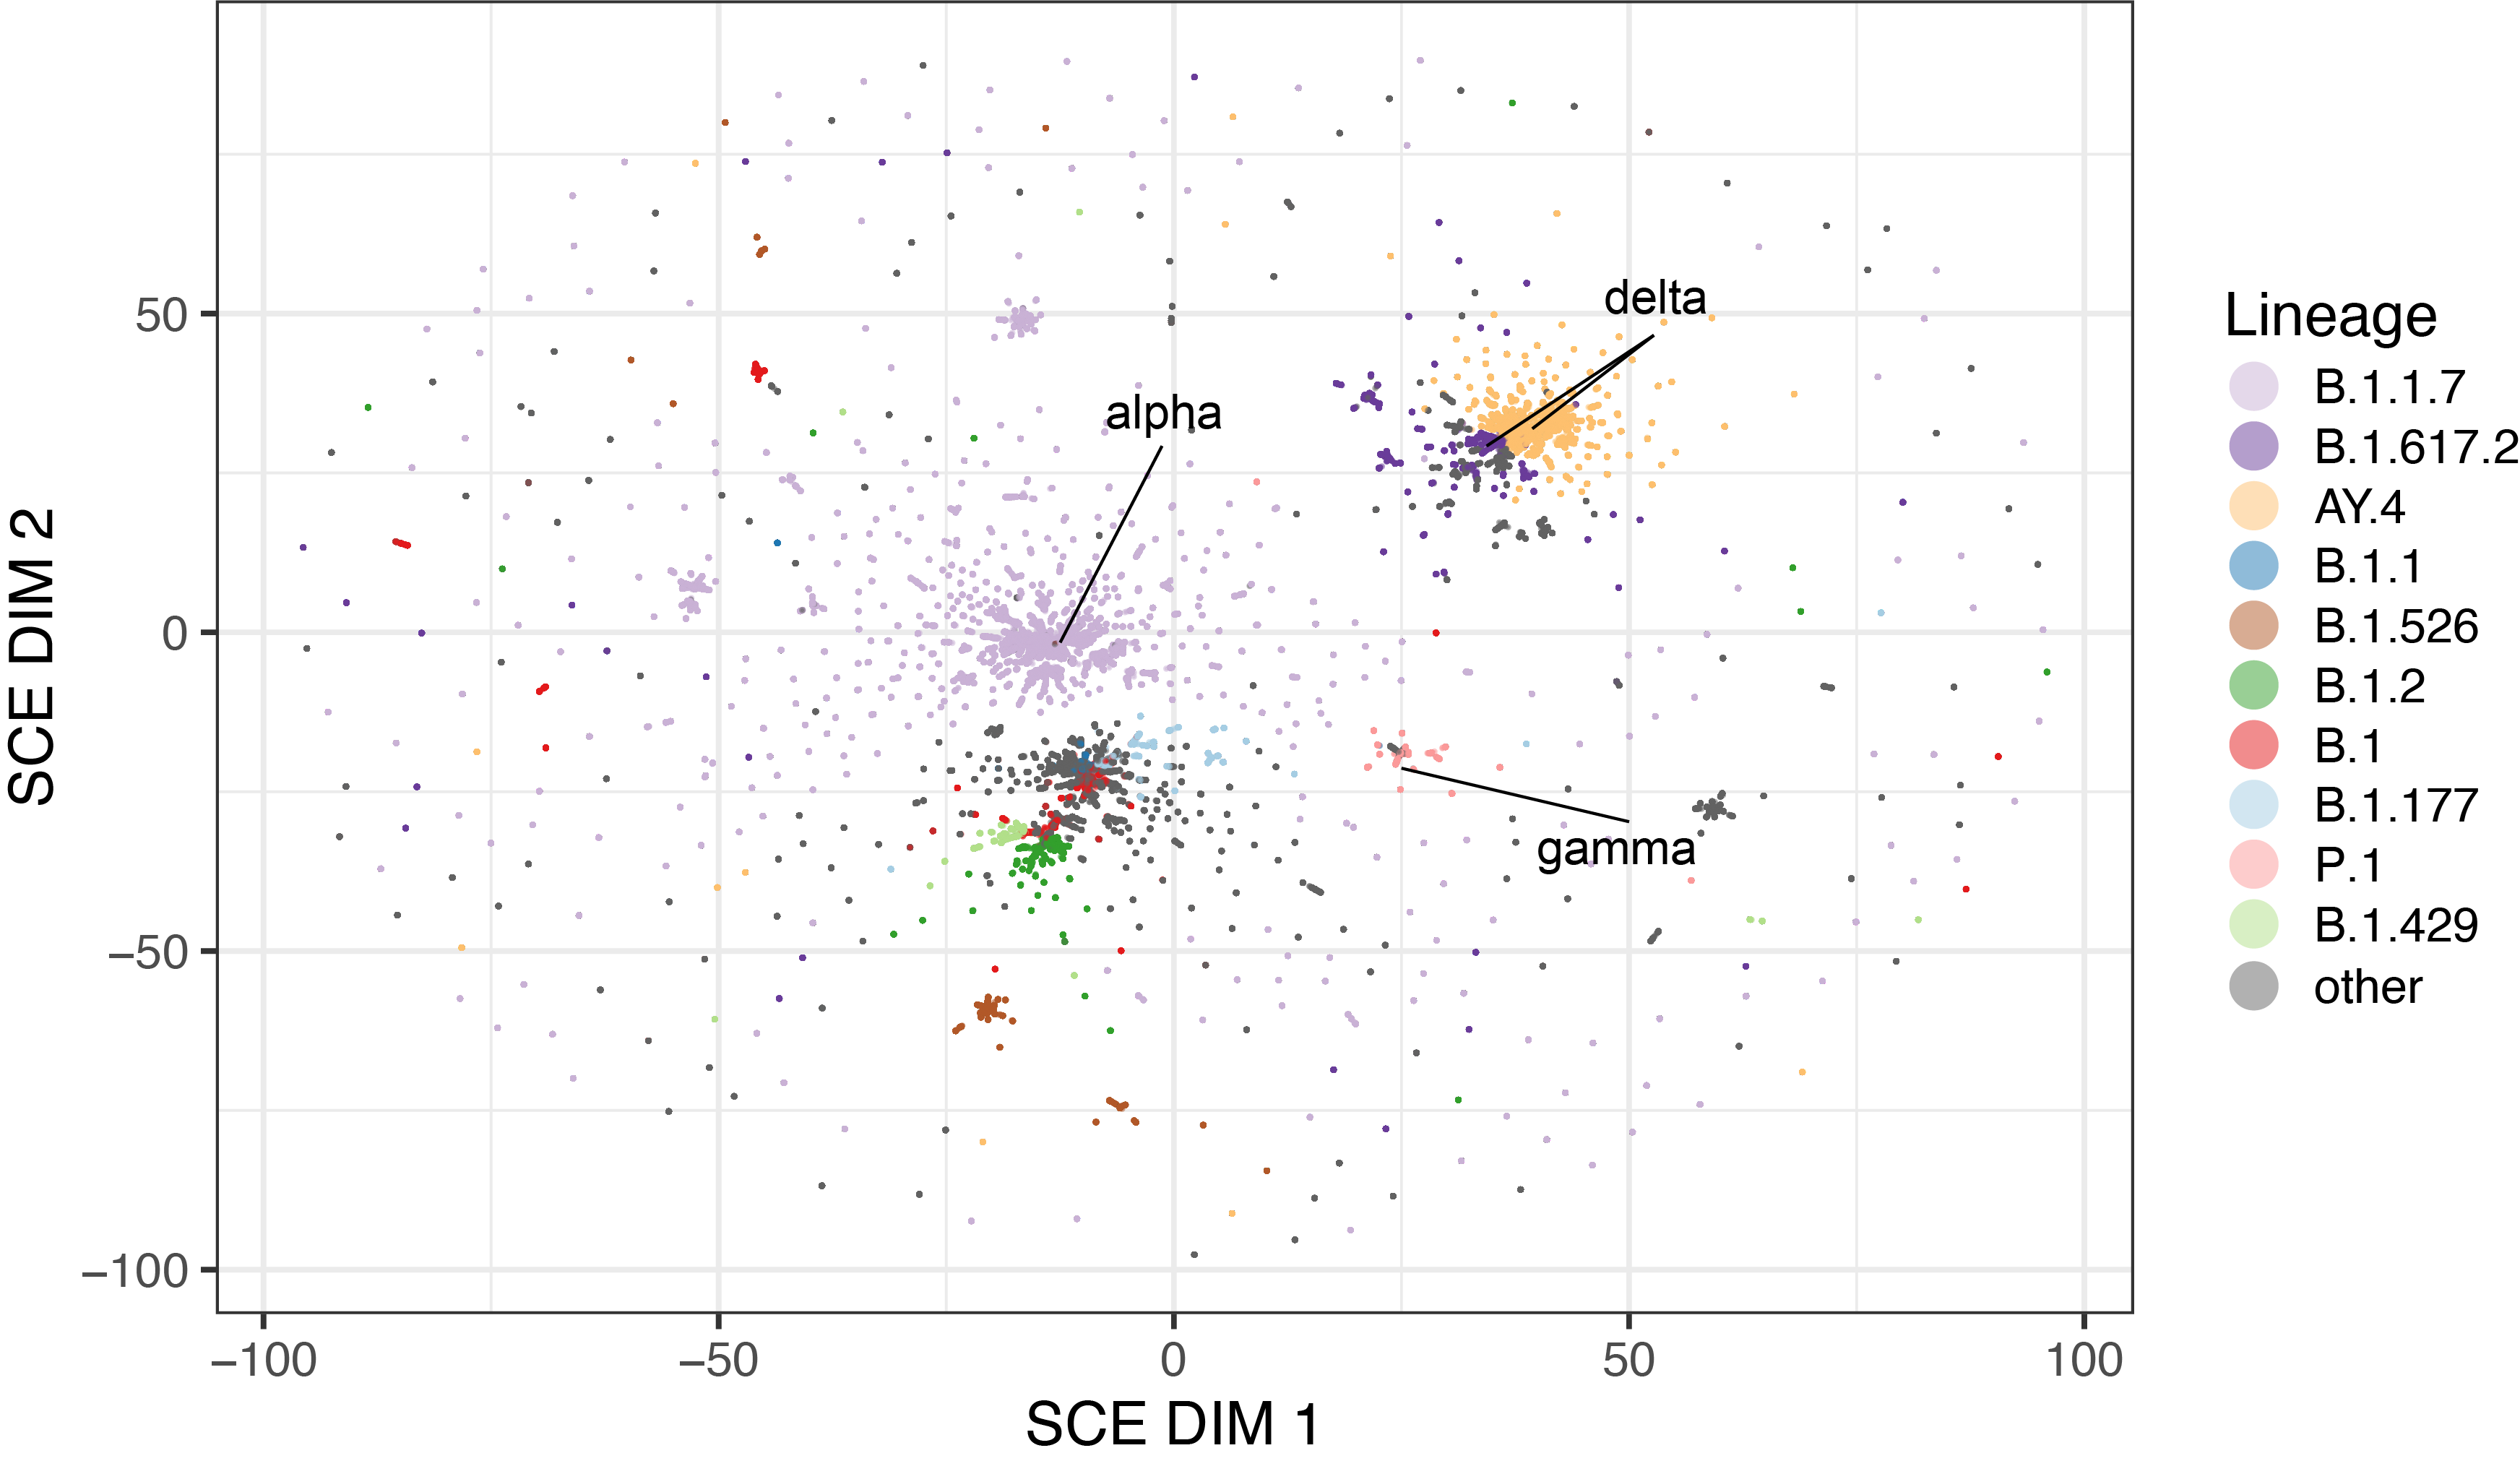 delta
alpha
gamma
50
0
−50
−100
−100
−50
0
50
100
SCE DIM 1
SCE DIM 2
Lineage
B.1.1.7
B.1.617.2
AY.4
B.1.1
B.1.526
B.1.2
B.1
B.1.177
P.1
B.1.429
other